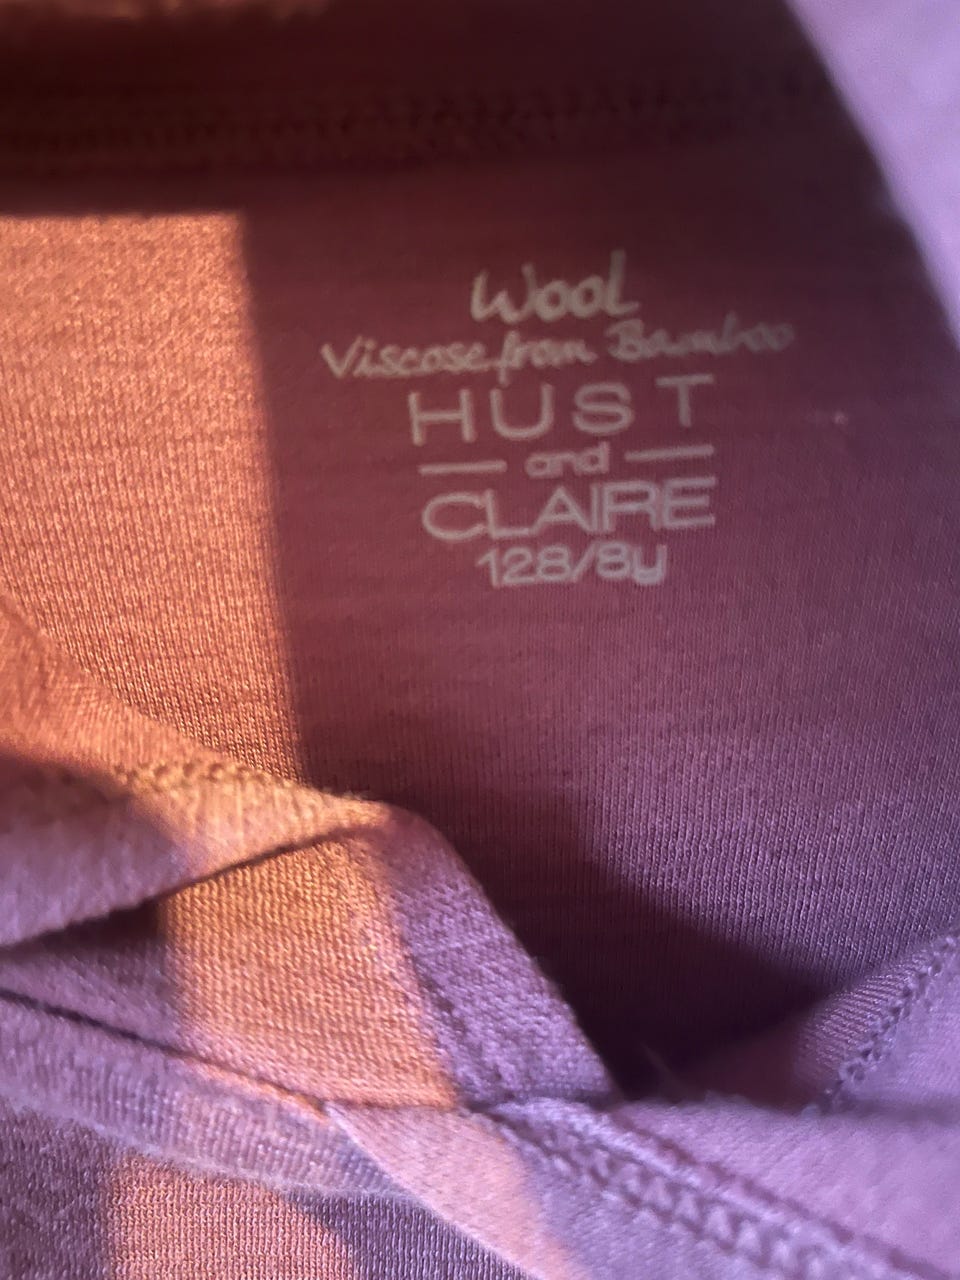 Wool
Viscose from Bamboo
HUST
and
CLAIRE
128/8y